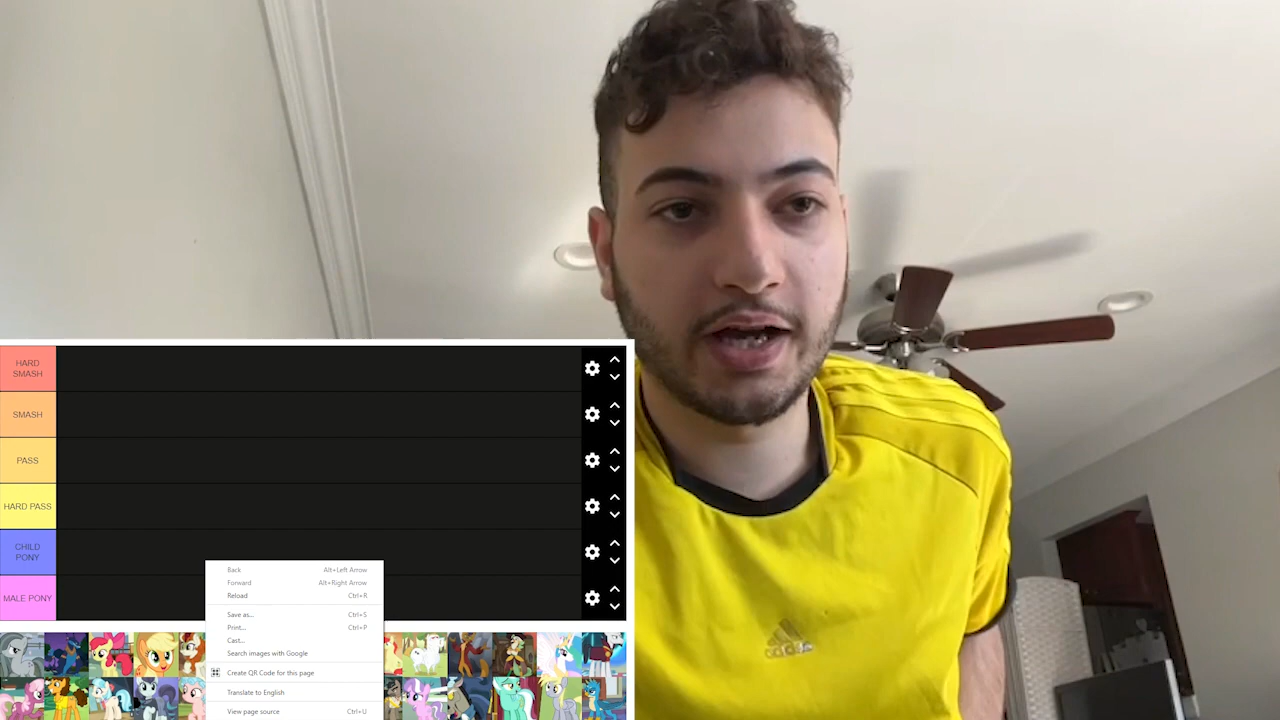 HARD
SMASH
SMASH
PASS
HARD PASS
CHILD
PONY
MALE PONY
Back Alt+Left Arrow
Forward Alt+Right Arrow
Reload Ctrl+R
Save as... Ctrl+S
Print... Ctrl+P
Cast...
Search images with Google
Create QR Code for this page
Translate to English
View page source Ctrl+U
adidas